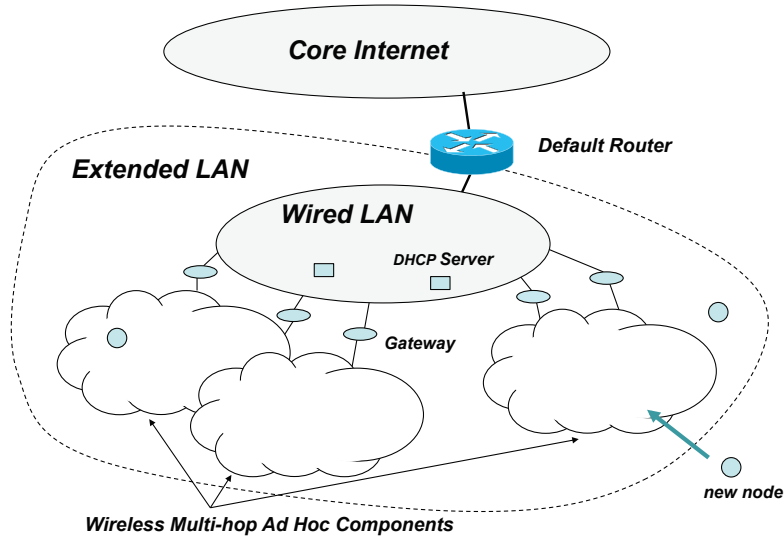 Core Internet
Default Router
Extended LAN
Wired LAN
DHCP Server
Gateway
new node
Wireless Multi-hop Ad Hoc Components